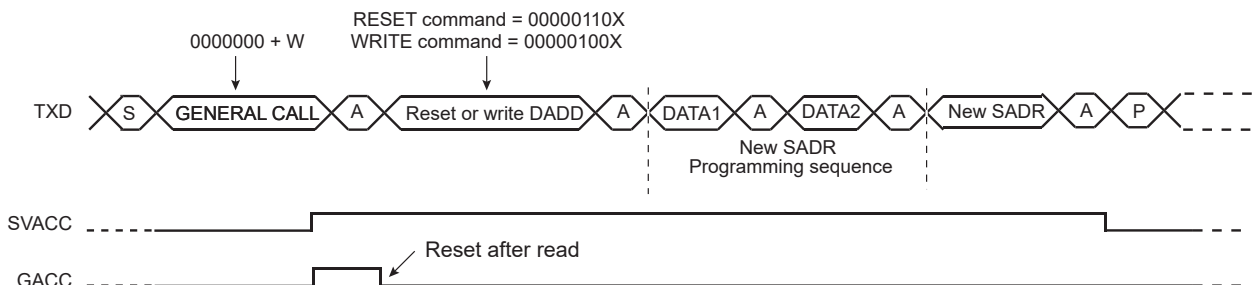 RESET command = 00000110X
0000000 + W WRITE command = 00000100X
TXD S GENERAL CALL A Reset or write DADD A DATA1 A DATA2 A New SADR A P
New SADR
Programming sequence
SVACC
Reset after read
GACC